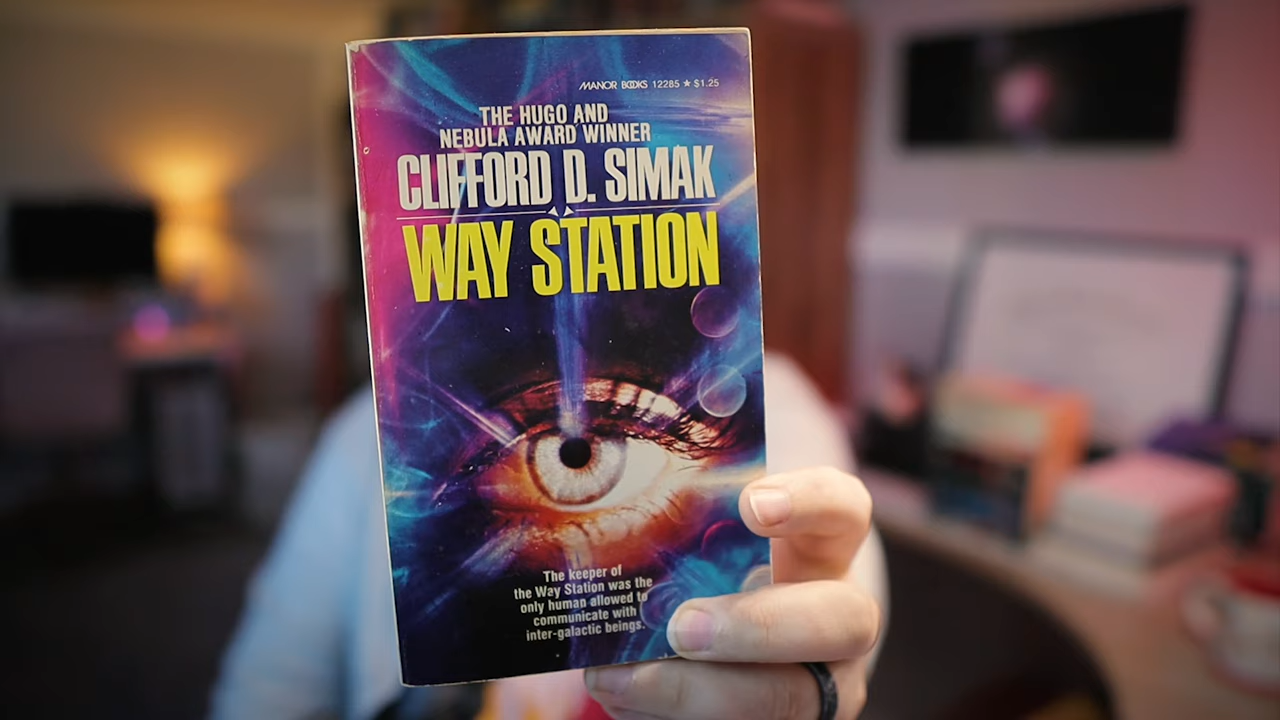 MANOR BOOKS 12285 ★ $1.25
THE HUGO AND
NEBULA AWARD WINNER
CLIFFORD D. SIMAK
WAY STATION
The keeper of
the Way Station was the
only human allowed to
communicate with
inter-galactic beings.